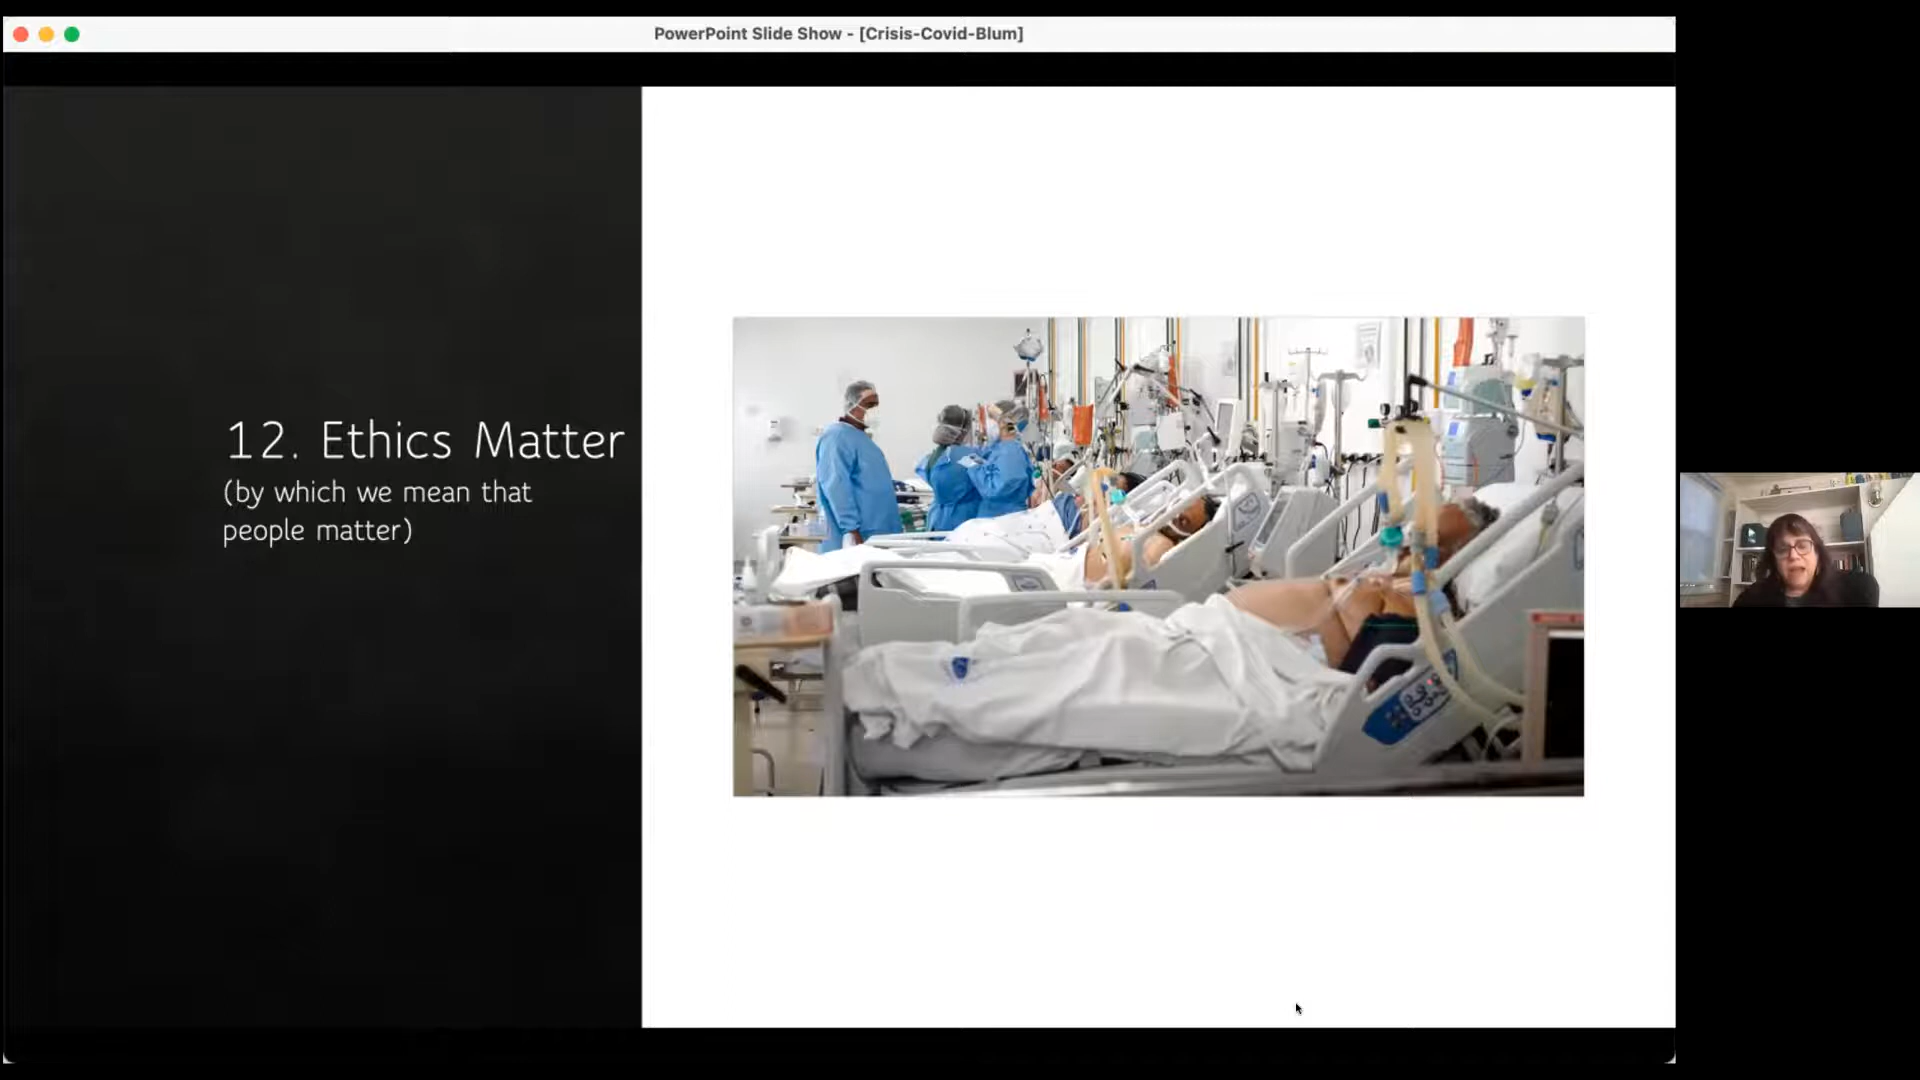 PowerPoint Slide Show - [Crisis-Covid-Blum]
12. Ethics Matter
(by which we mean that
people matter)